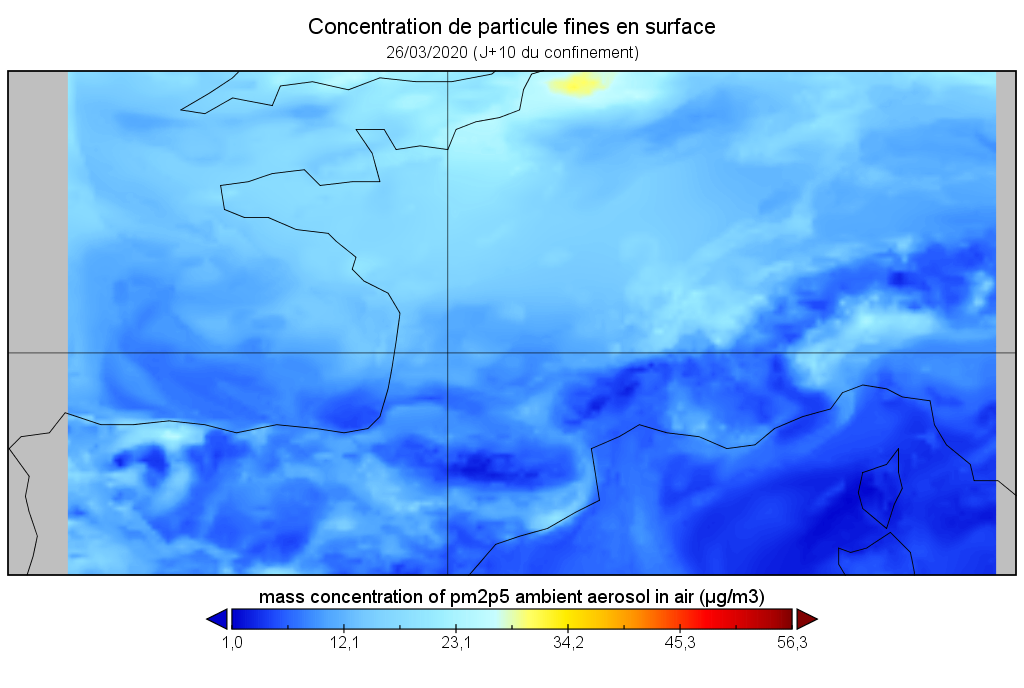 Concentration de particule fines en surface
26/03/2020 (J+10 du confinement)
mass concentration of pm2p5 ambient aerosol in air (µg/m3)
1,0 12,1 23,1 34,2 45,3 56,3